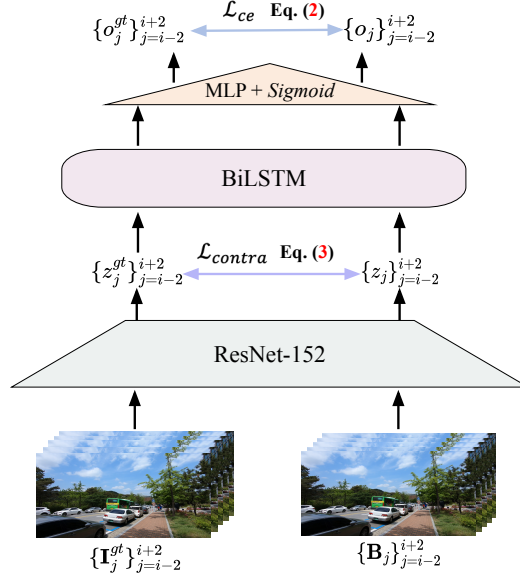 ℒ_ce Eq. (2)
{o_j^gt}_{j=i-2}^{i+2} {o_j}_{j=i-2}^{i+2}
MLP + Sigmoid
BiLSTM
ℒ_contra Eq. (3)
{z_j^gt}_{j=i-2}^{i+2} {z_j}_{j=i-2}^{i+2}
ResNet-152
{I_j^gt}_{j=i-2}^{i+2} {B_j}_{j=i-2}^{i+2}